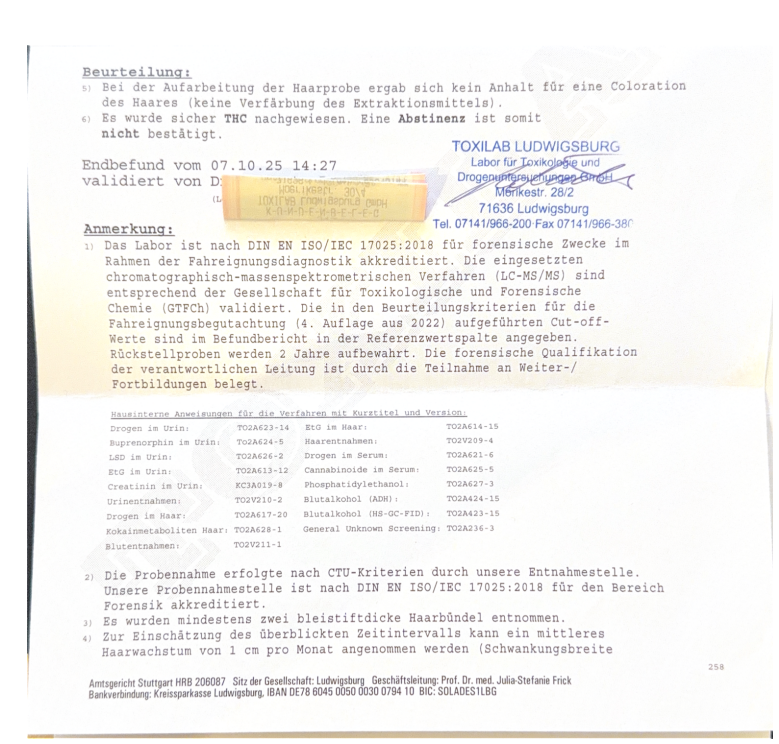 Beurteilung:
5) Bei der Aufarbeitung der Haarprobe ergab sich kein Anhalt für eine Coloration
des Haares (keine Verfärbung des Extraktionsmittels).
6) Es wurde sicher THC nachgewiesen. Eine Abstinenz ist somit
nicht bestätigt.
TOXILAB LUDWIGSBURG
Labor für Toxikologie und
Drogenuntersuchungen GmbH
Mörikestr. 28/2
71636 Ludwigsburg
Tel. 07141/966-200 Fax 07141/966-380
Endbefund vom 07.10.25 14:27
validiert von D
Anmerkung:
1) Das Labor ist nach DIN EN ISO/IEC 17025:2018 für forensische Zwecke im
Rahmen der Fahreignungsdiagnostik akkreditiert. Die eingesetzten
chromatographisch-massenspektrometrischen Verfahren (LC-MS/MS) sind
entsprechend der Gesellschaft für Toxikologische und Forensische
Chemie (GTFCh) validiert. Die in den Beurteilungskriterien für die
Fahreignungsbegutachtung (4. Auflage aus 2022) aufgeführten Cut-off-
Werte sind im Befundbericht in der Referenzwertspalte angegeben.
Rückstellproben werden 2 Jahre aufbewahrt. Die forensische Qualifikation
der verantwortlichen Leitung ist durch die Teilnahme an Weiter-/
Fortbildungen belegt.
Hausinterne Anweisungen für die Verfahren mit Kurztitel und Version:
Drogen im Urin: TO2A623-14 EtG im Haar: TO2A614-15
Buprenorphin im Urin: TO2A624-5 Haarentnahmen: TO2V209-4
LSD im Urin: TO2A626-2 Drogen im Serum: TO2A621-6
EtG im Urin: TO2A613-12 Cannabinoide im Serum: TO2A625-5
Creatinin im Urin: KC3A019-8 Phosphatidylethanol: TO2A627-3
Urinentnahmen: TO2V210-2 Blutalkohol (ADH): TO2A424-15
Drogen im Haar: TO2A617-20 Blutalkohol (HS-GC-FID): TO2A423-15
Kokainmetaboliten Haar: TO2A628-1 General Unknown Screening: TO2A236-3
Blutentnahmen: TO2V211-1
2) Die Probennahme erfolgte nach CTU-Kriterien durch unsere Entnahmestelle.
Unsere Probennahmestelle ist nach DIN EN ISO/IEC 17025:2018 für den Bereich
Forensik akkreditiert.
3) Es wurden mindestens zwei bleistiftdicke Haarbündel entnommen.
4) Zur Einschätzung des überblickten Zeitintervalls kann ein mittleres
Haarwachstum von 1 cm pro Monat angenommen werden (Schwankungsbreite
258
Amtsgericht Stuttgart HRB 206087 Sitz der Gesellschaft: Ludwigsburg Geschäftsleitung: Prof. Dr. med. Julia-Stefanie Frick
Bankverbindung: Kreissparkasse Ludwigsburg, IBAN DE78 6045 0050 0030 0794 10 BIC: SOLADES1LBG